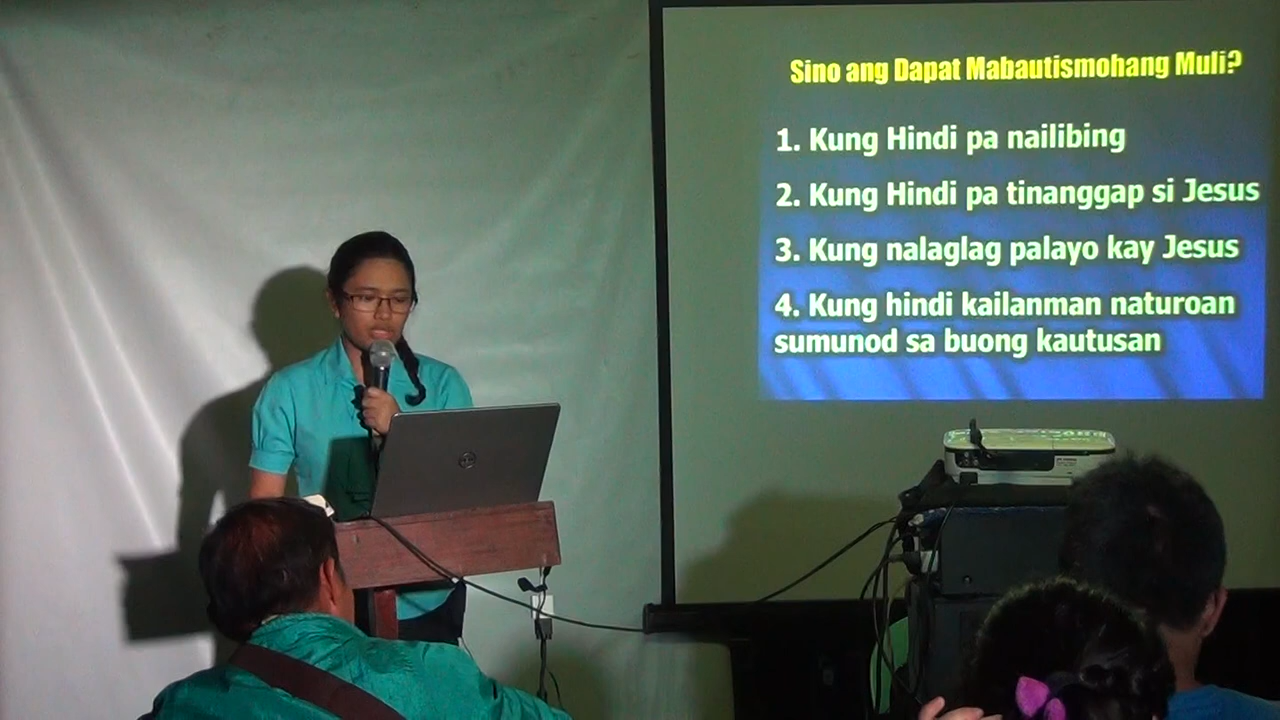 Sino ang Dapat Mabautismohang Muli?
1. Kung Hindi pa nailibing
2. Kung Hindi pa tinanggap si Jesus
3. Kung nalaglag palayo kay Jesus
4. Kung hindi kailanman naturoan
sumunod sa buong kautusan